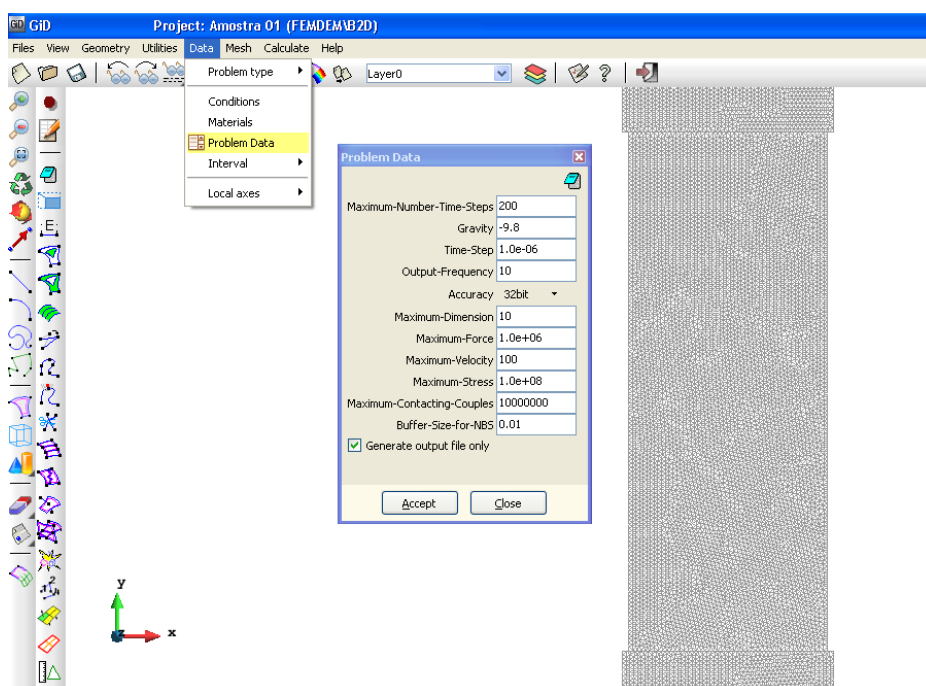 GiD GiD Project: Amostra 01 (FEMDEM\B2D)
Files View Geometry Utilities Data Mesh Calculate Help
Layer0
Problem type
Conditions
Materials
Problem Data
Interval
Local axes
Problem Data
Maximum-Number-Time-Steps 200
Gravity -9.8
Time-Step 1.0e-06
Output-Frequency 10
Accuracy 32bit
Maximum-Dimension 10
Maximum-Force 1.0e+06
Maximum-Velocity 100
Maximum-Stress 1.0e+08
Maximum-Contacting-Couples 10000000
Buffer-Size-for-NBS 0.01
Generate output file only
Accept Close
y
z x